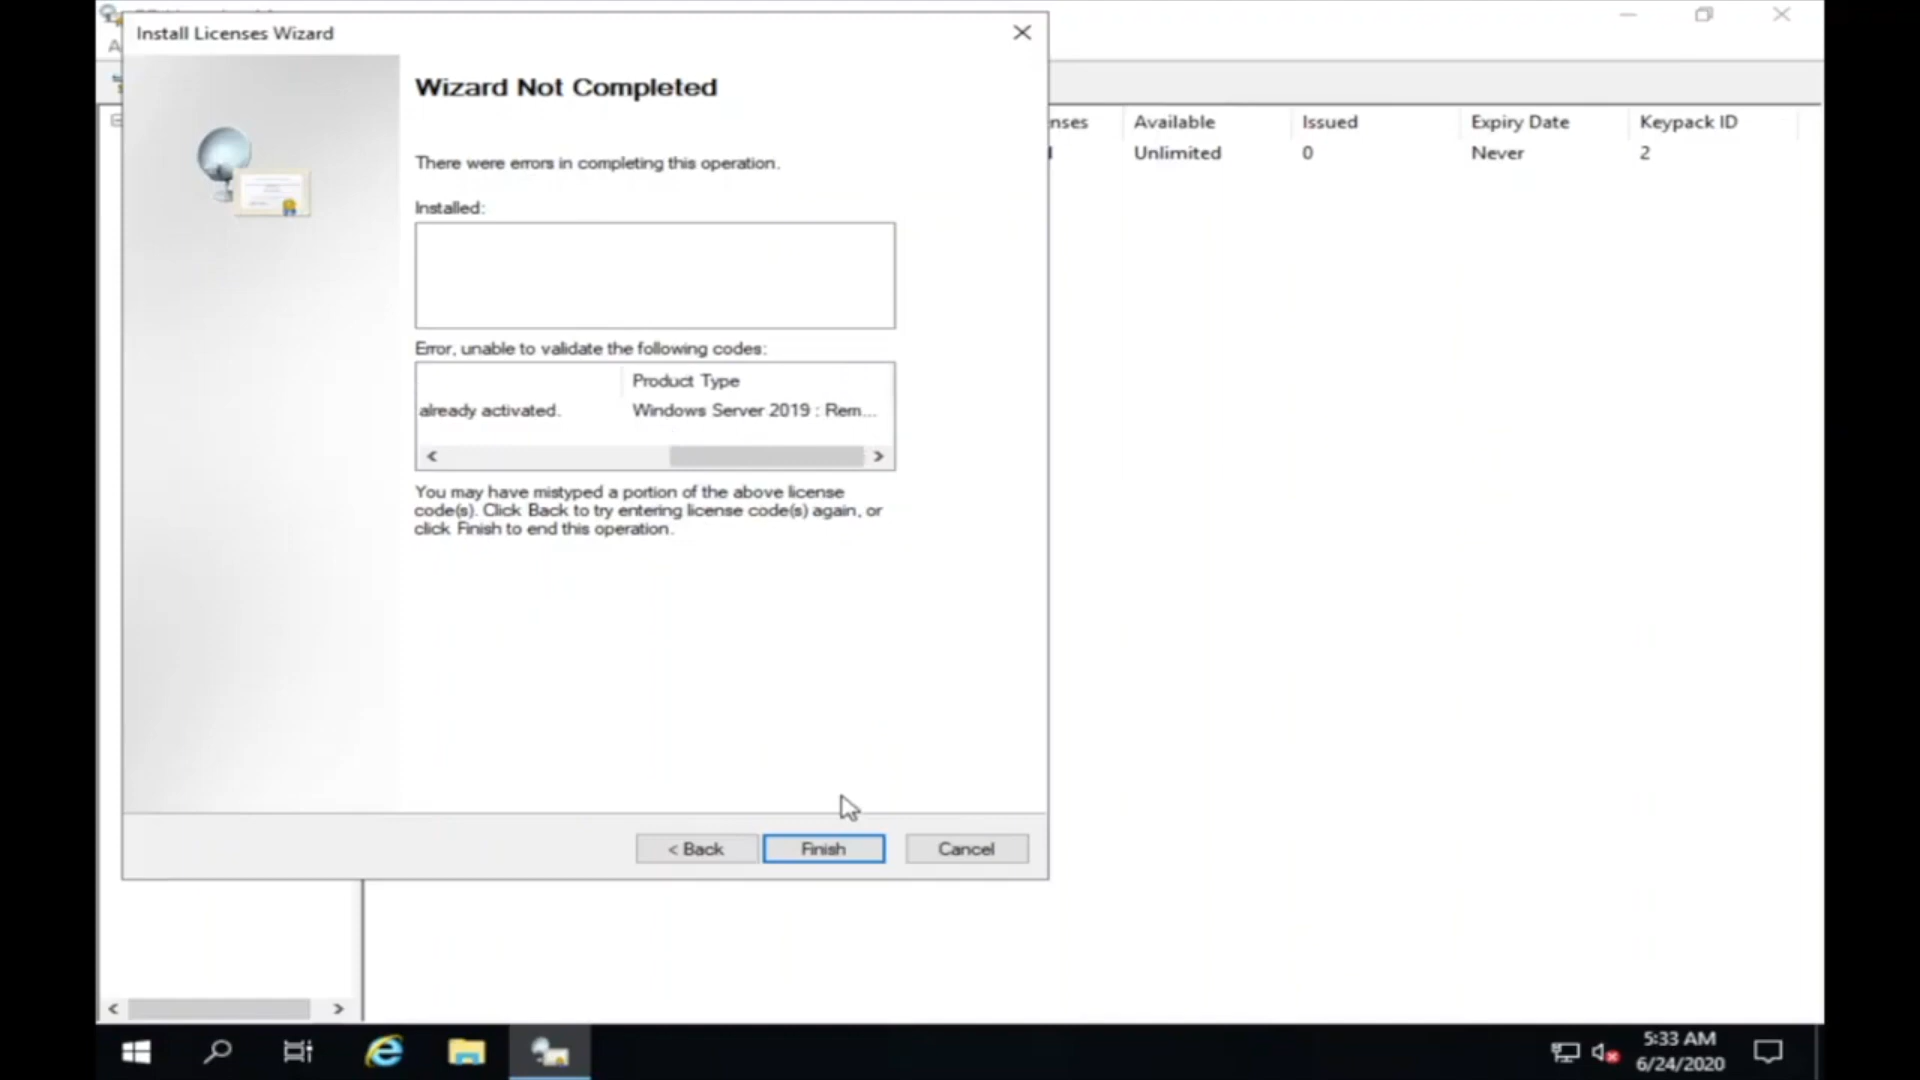 Install Licenses Wizard
Wizard Not Completed
There were errors in completing this operation.
Installed:
Error, unable to validate the following codes:
Product Type
already activated. Windows Server 2019 : Rem...
You may have mistyped a portion of the above license
code(s). Click Back to try entering license code(s) again, or
click Finish to end this operation.
< Back Finish Cancel
nses Available Issued Expiry Date Keypack ID
Unlimited 0 Never 2
5:33 AM
6/24/2020